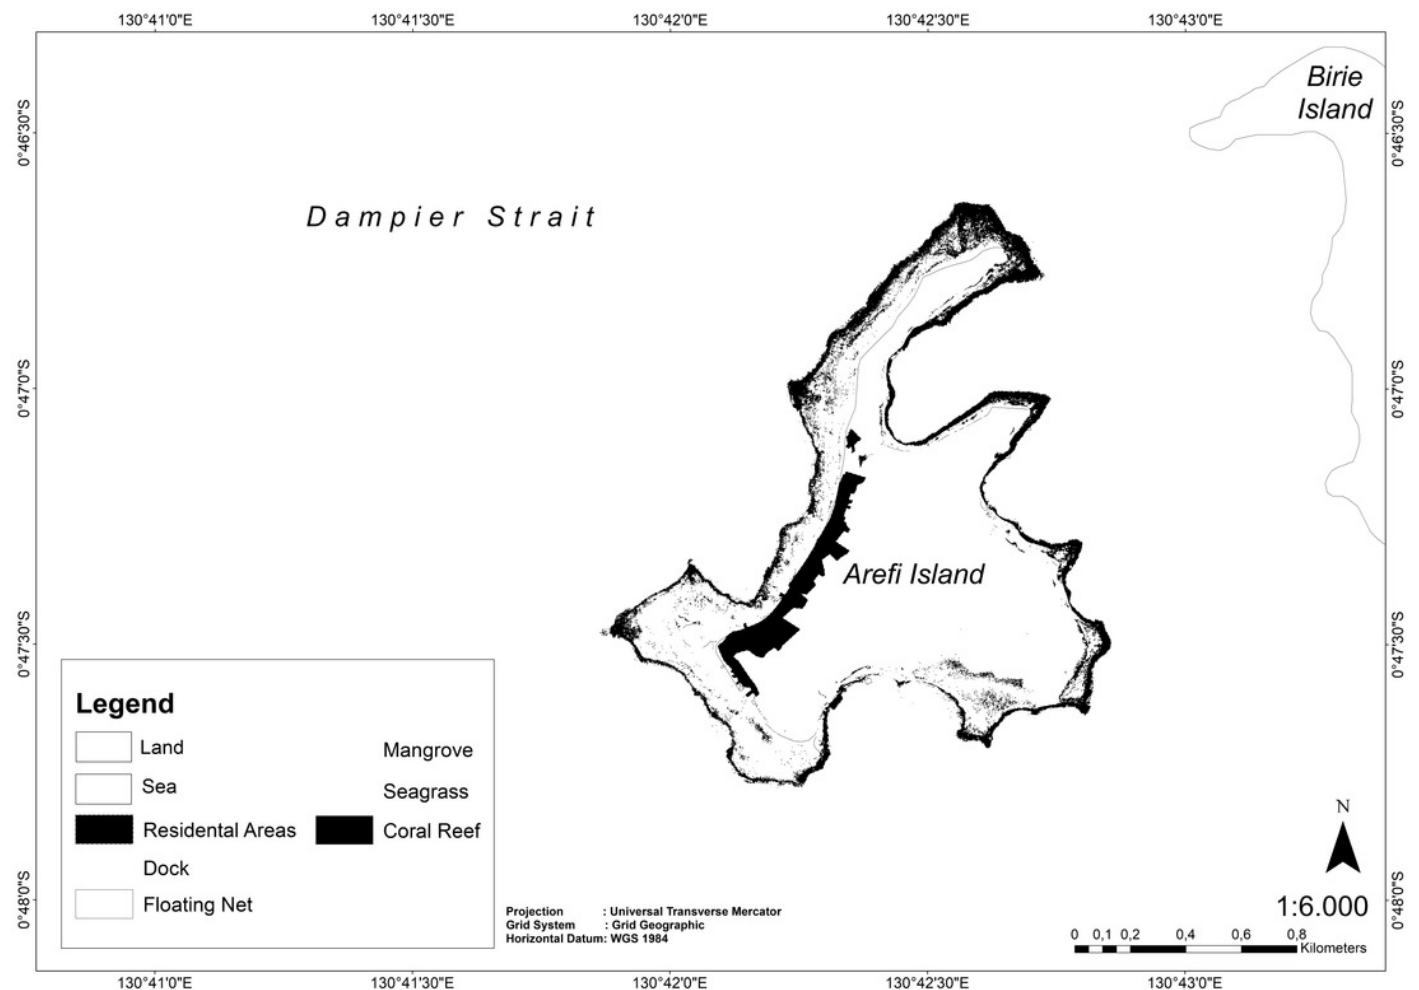 130°41'0"E 130°41'30"E 130°42'0"E 130°42'30"E 130°43'0"E
Birie
Island
0°46'30"S 0°46'30"S
Dampier Strait
0°47'0"S 0°47'0"S
Arefi Island
0°47'30"S 0°47'30"S
Legend
Land
Sea
Residental Areas
Dock
Floating Net
Mangrove
Seagrass
Coral Reef
N
0°48'0"S 0°48'0"S
1:6.000
Projection : Universal Transverse Mercator
Grid System : Grid Geographic
Horizontal Datum: WGS 1984
0 0,1 0,2 0,4 0,6 0,8
Kilometers
130°41'0"E 130°41'30"E 130°42'0"E 130°42'30"E 130°43'0"E